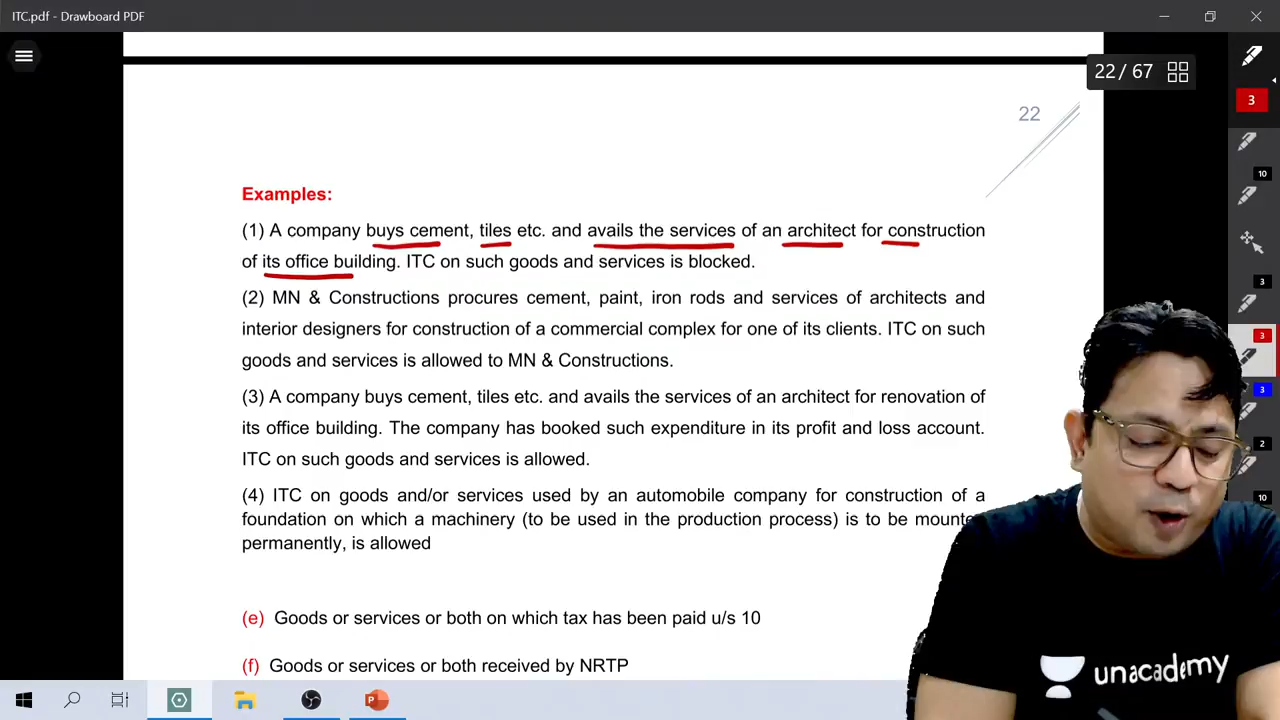 ITC.pdf - Drawboard PDF
22 / 67
3
22
Examples:
(1) A company buys cement, tiles etc. and avails the services of an architect for construction
of its office building. ITC on such goods and services is blocked.
(2) MN & Constructions procures cement, paint, iron rods and services of architects and
interior designers for construction of a commercial complex for one of its clients. ITC on such
goods and services is allowed to MN & Constructions.
(3) A company buys cement, tiles etc. and avails the services of an architect for renovation of
its office building. The company has booked such expenditure in its profit and loss account.
ITC on such goods and services is allowed.
(4) ITC on goods and/or services used by an automobile company for construction of a
foundation on which a machinery (to be used in the production process) is to be
permanently, is allowed
(e) Goods or services or both on which tax has been paid u/s 10
(f) Goods or services or both received by NRTP
10
3
3
3
2
10
unacademy